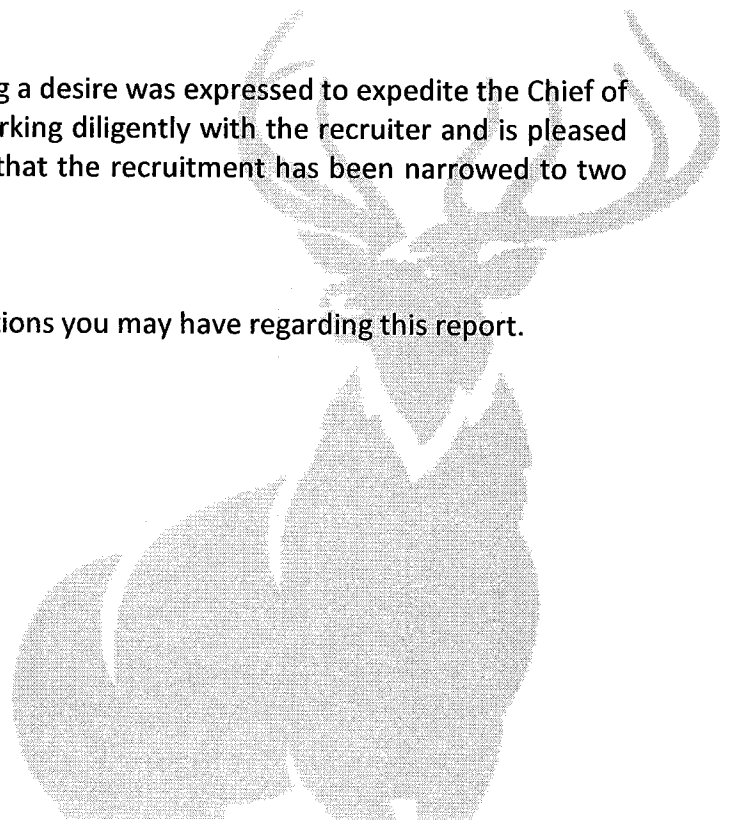 a desire was expressed to expedite the Chief of
rking diligently with the recruiter and is pleased
that the recruitment has been narrowed to two
ions you may have regarding this report.